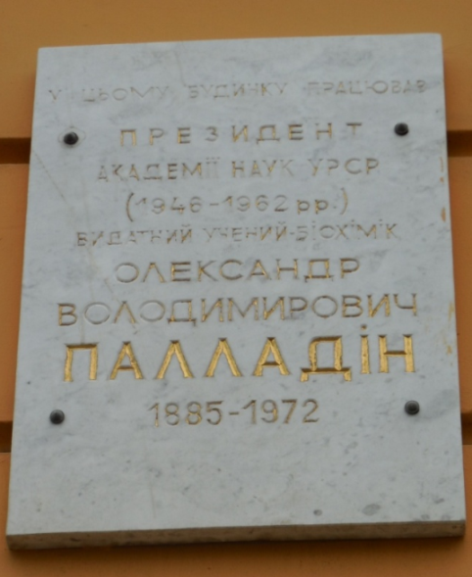 У ЦЬОМУ БУДИНКУ ПРАЦЮВАВ
ПРЕЗИДЕНТ
АКАДЕМІЇ НАУК УРСР
(1946-1962 рр.)
ВИДАТНИЙ УЧЕНИЙ-БІОХІМІК
ОЛЕКСАНДР
ВОЛОДИМИРОВИЧ
ПАЛЛАДІН
1885-1972